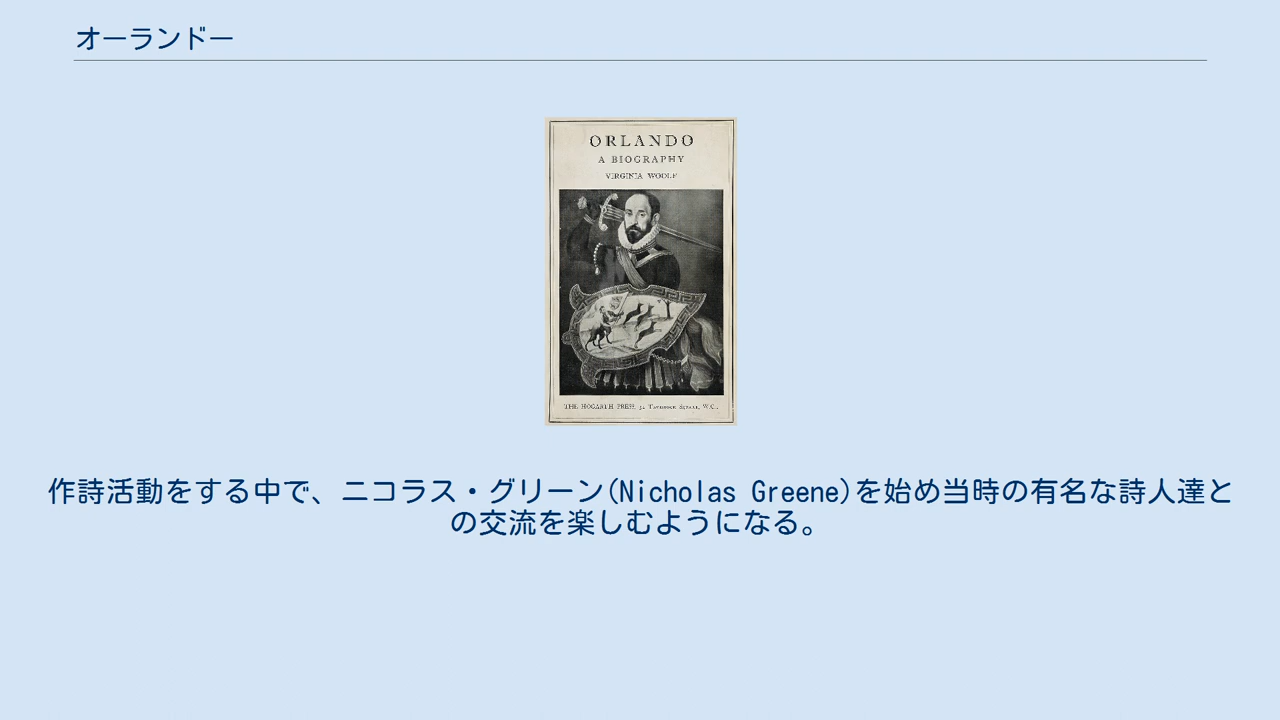 オーランドー
ORLANDO
A BIOGRAPHY
VIRGINIA WOOLF
THE HOGARTH PRESS, 52 TAVISTOCK SQUARE, W.C.
作詩活動をする中で、ニコラス・グリーン(Nicholas Greene)を始め当時の有名な詩人達と
の交流を楽しむようになる。